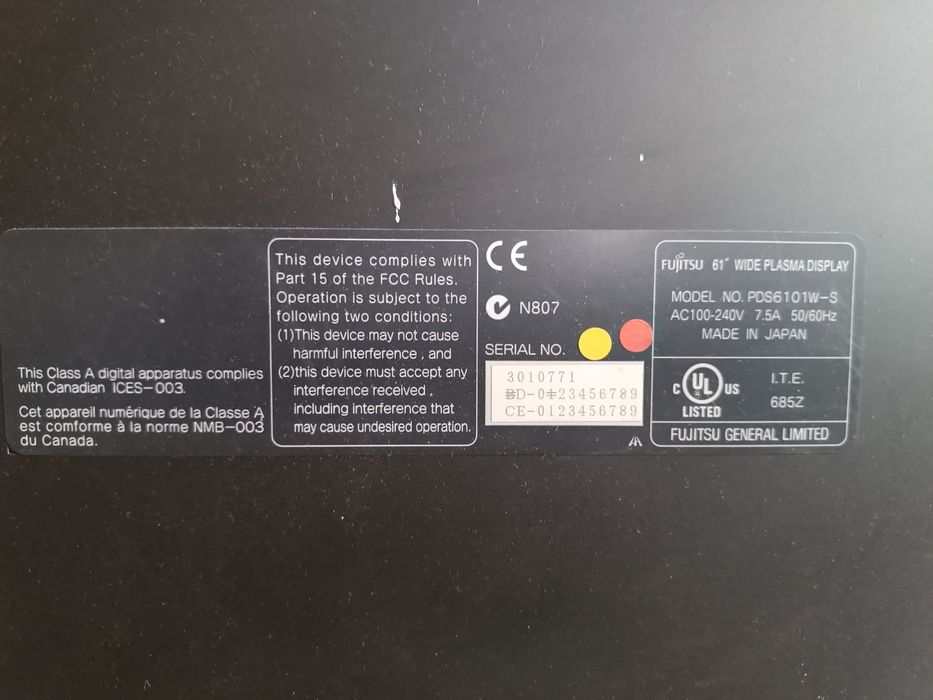 This Class A digital apparatus complies
with Canadian ICES-003.
Cet appareil numérique de la Classe A
est conforme à la norme NMB-003
du Canada.
This device complies with
Part 15 of the FCC Rules.
Operation is subject to the
following two conditions:
(1)This device may not cause
harmful interference, and
(2)this device must accept any
interference received,
including interference that
may cause undesired operation.
CE
N807
SERIAL NO.
3010771
CE-0123456789
FUJITSU 61" WIDE PLASMA DISPLAY
MODEL NO. PDS6101W-S
AC100-240V 7.5A 50/60Hz
MADE IN JAPAN
C UL US
LISTED
I.T.E.
685Z
FUJITSU GENERAL LIMITED